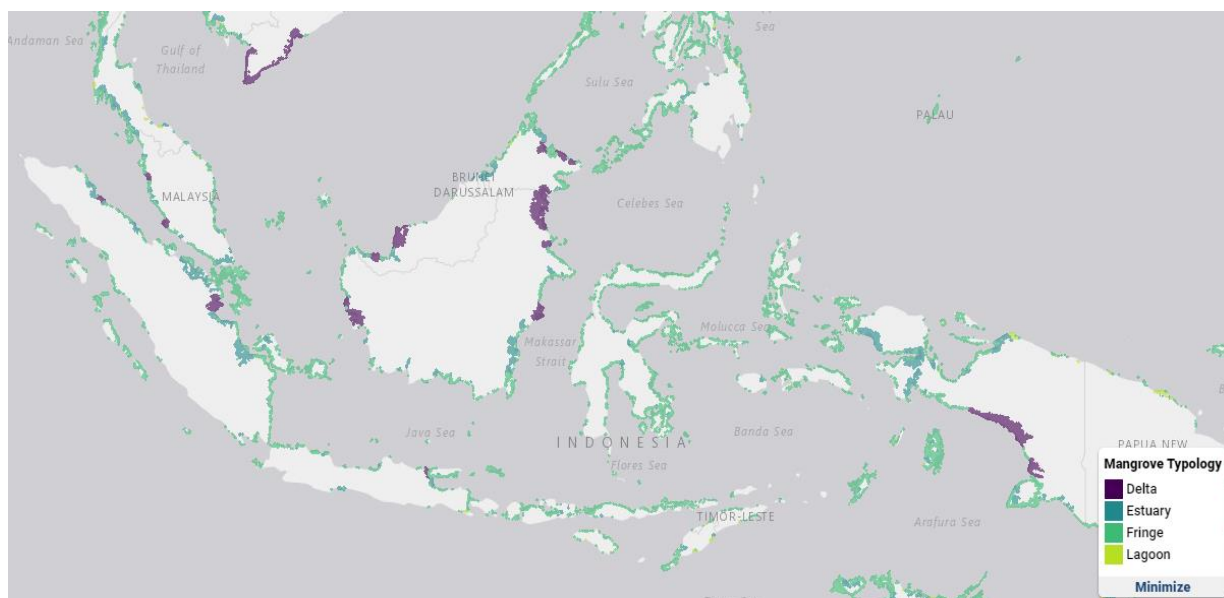 Andaman Sea
Gulf of
Thailand
Sea
Sulu Sea
PALAU
BRUNEI
DARUSSALAM
MALAYSIA
Celebes Sea
Molucca Sea
Makassar
Strait
Java Sea
INDONESIA
Banda Sea
Flores Sea
PAPUA NEW
TIMOR-LESTE
Arafura Sea
Mangrove Typology
Delta
Estuary
Fringe
Lagoon
Minimize